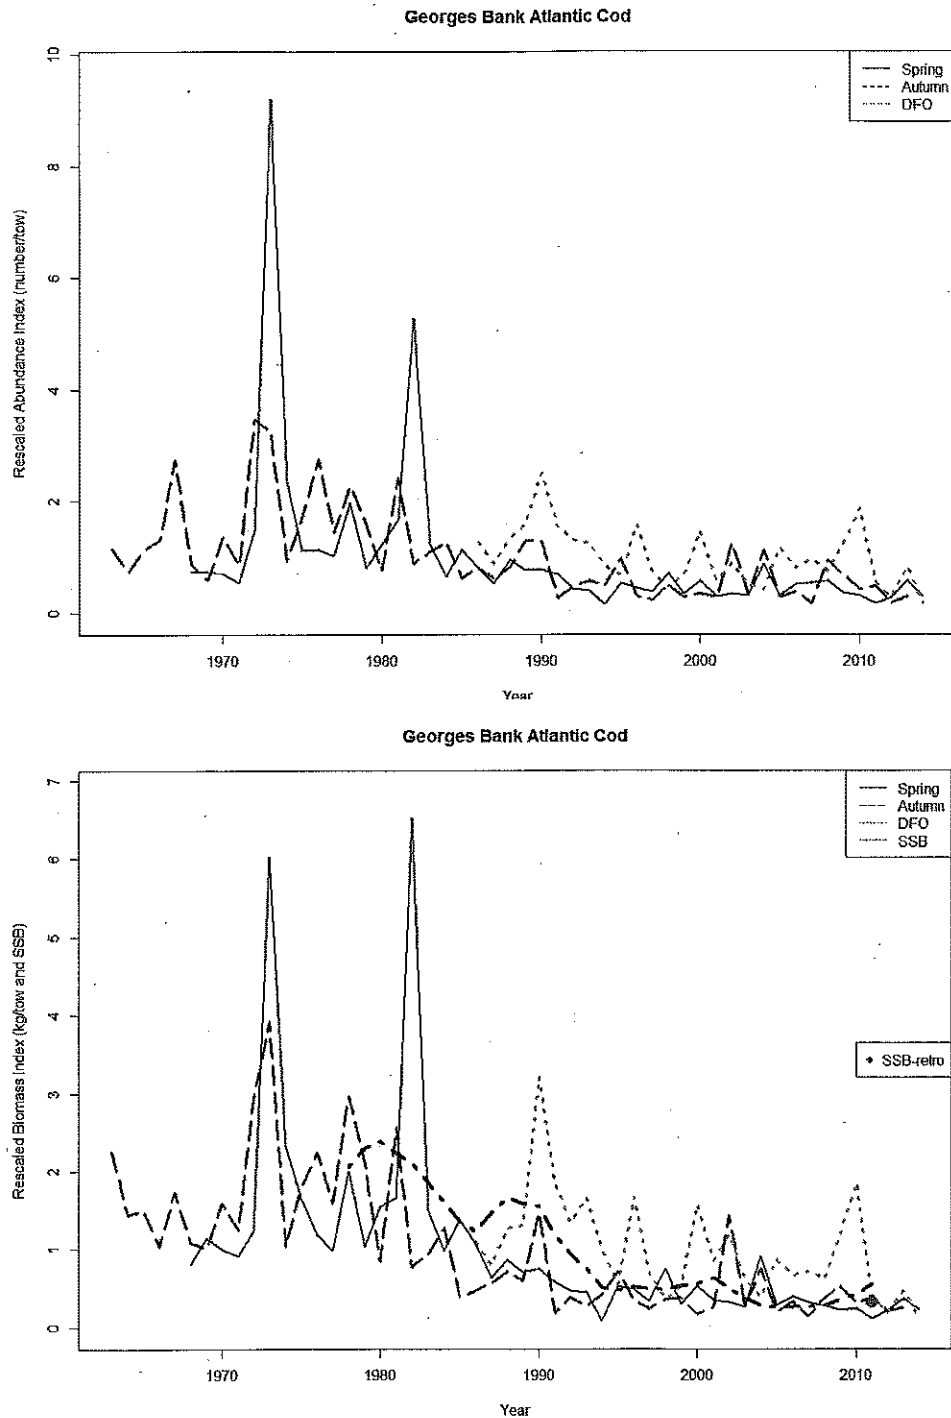 Georges Bank Atlantic Cod
Rescaled Abundance Index (number/tow)
10
8
6
4
2
0
Spring
Autumn
DFO
1970 1980 1990 2000 2010
Year
Georges Bank Atlantic Cod
Rescaled Biomass Index (kg/tow and SSB)
7
6
5
4
3
2
1
0
Spring
Autumn
DFO
SSB
SSB-retro
1970 1980 1990 2000 2010
Year